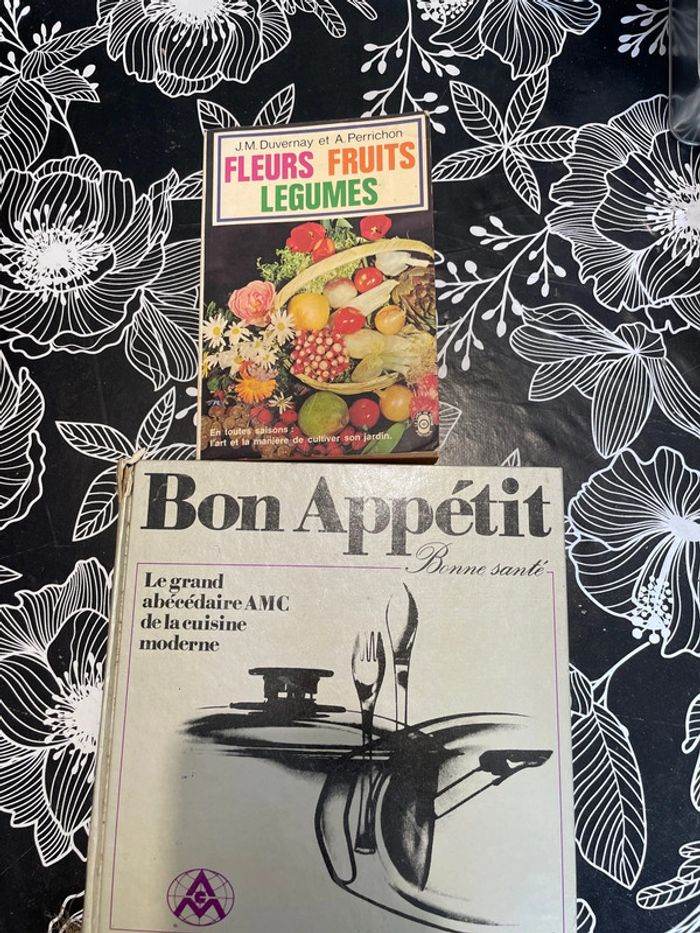 J.M. Duvernay et A. Perrichon
FLEURS FRUITS
LEGUMES
En toutes saisons :
l'art et la manière de cultiver son jardin.
Bon Appétit
Bonne santé
Le grand
abécédaire AMC
de la cuisine
moderne
AMC